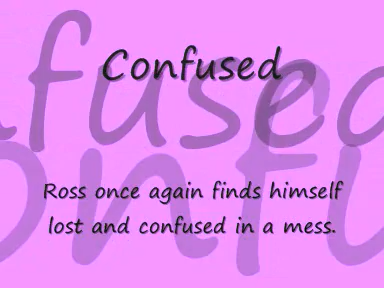 Confused
Ross once again finds himself
lost and confused in a mess.